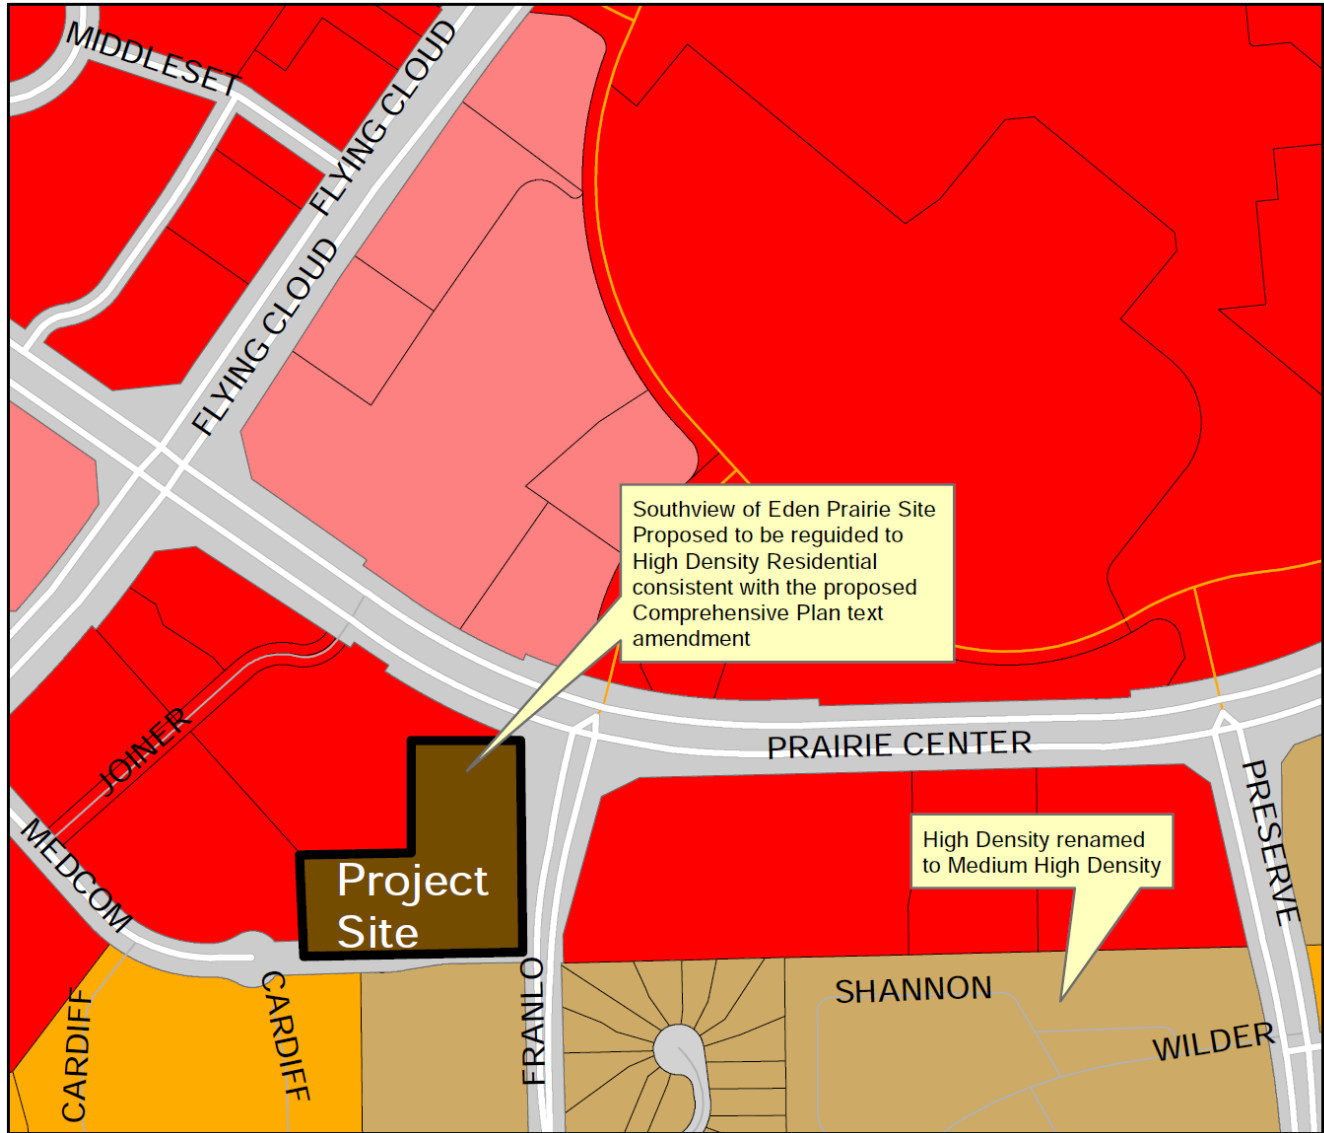 MIDDLESET
FLYING CLOUD
FLYING CLOUD
Southview of Eden Prairie Site
Proposed to be reguided to
High Density Residential
consistent with the proposed
Comprehensive Plan text
amendment
JOINER
PRAIRIE CENTER
PRESERVE
MEDCOM
High Density renamed
to Medium High Density
Project
Site
CARDIFF
CARDIFF
FRANLO
SHANNON
WILDER